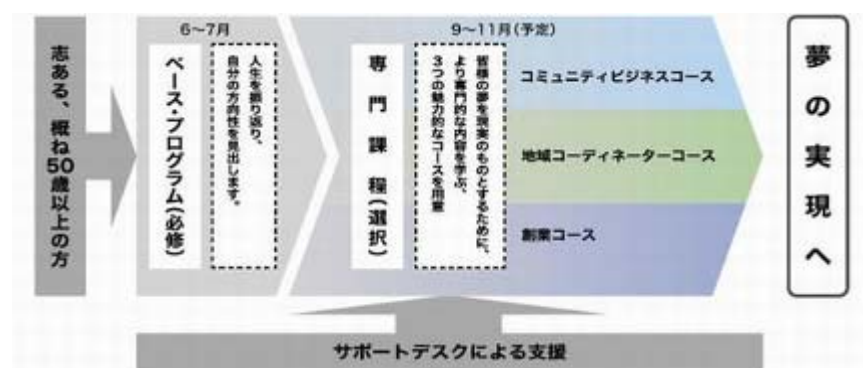 志ある、概ね50歳以上の方
6〜7月
ベース・プログラム(必修)
人生を振り返り、
自分の方向性を見出します。
9〜11月(予定)
専門課程(選択)
皆様の夢を現実のものとするために、
より専門的な内容を学ぶ、
3つの魅力的なコースを用意
コミュニティビジネスコース
地域コーディネーターコース
創業コース
夢の実現へ
サポートデスクによる支援